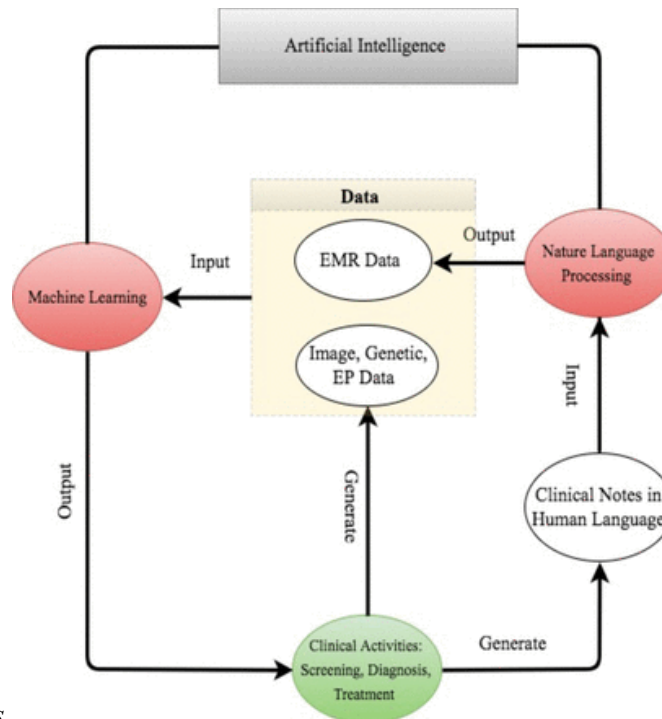 Artificial Intelligence
Data
Output
EMR Data
Nature Language
Processing
Input
Machine Learning
Image, Genetic,
EP Data
Input
Output
Generate
Clinical Notes in
Human Language
Clinical Activities:
Screening, Diagnosis,
Treatment
Generate